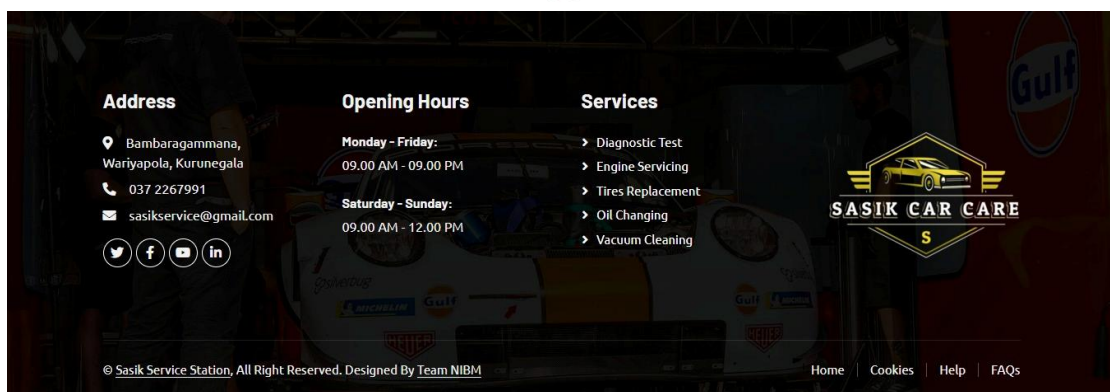 Address
Bambaragammana,
Wariyapola, Kurunegala
037 2267991
sasikservice@gmail.com
Opening Hours
Monday - Friday:
09.00 AM - 09.00 PM
Saturday - Sunday:
09.00 AM - 12.00 PM
Services
Diagnostic Test
Engine Servicing
Tires Replacement
Oil Changing
Vacuum Cleaning
SASIK CAR CARE
S
Gulf
MICHELIN
Gulf
Gulf
HEUER
HEUER
© Sasik Service Station, All Right Reserved. Designed By Team NIBM
Home
Cookies
Help
FAQs